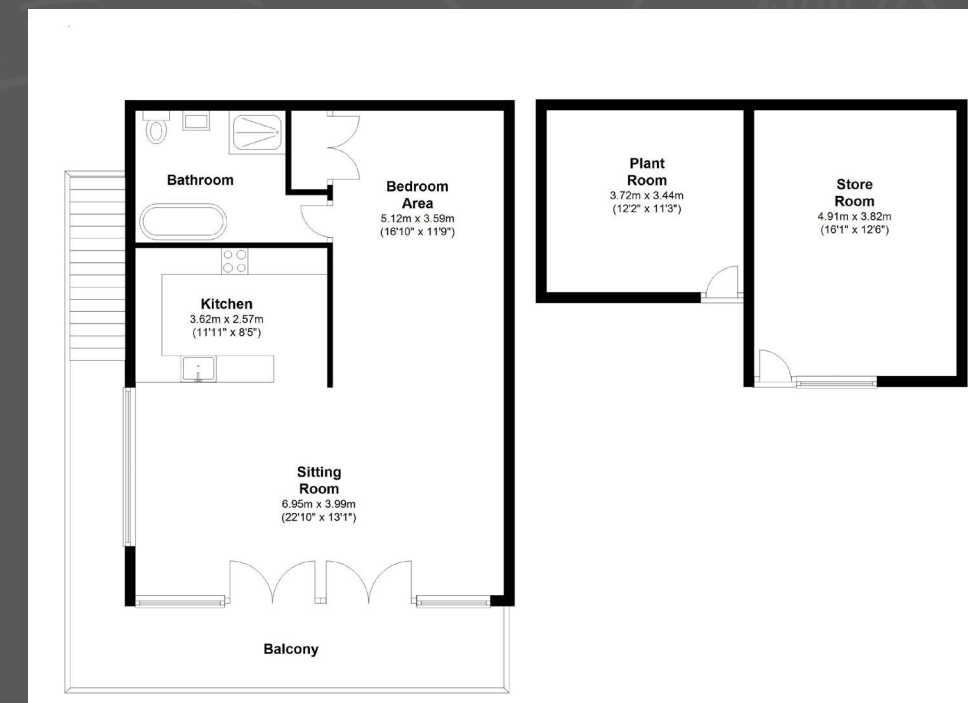 Bathroom
Bedroom
Area
5.12m x 3.59m
(16'10" x 11'9")
Plant
Room
3.72m x 3.44m
(12'2" x 11'3")
Store
Room
4.91m x 3.82m
(16'1" x 12'6")
Kitchen
3.62m x 2.57m
(11'11" x 8'5")
Sitting
Room
6.95m x 3.99m
(22'10" x 13'1")
Balcony